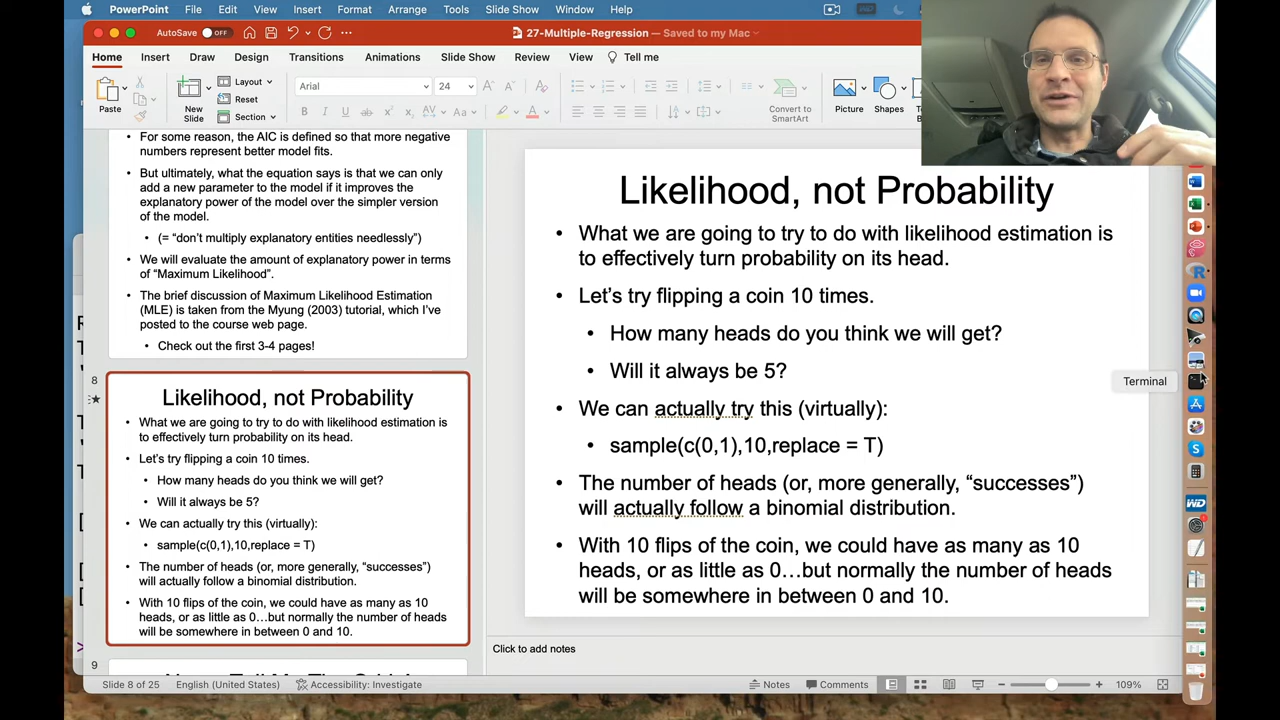 PowerPoint File Edit View Insert Format Arrange Tools Slide Show Window Help
AutoSave OFF 27-Multiple-Regression — Saved to my Mac
Home Insert Draw Design Transitions Animations Slide Show Review View Tell me
Paste New Slide Layout Reset Section Arial 24 Convert to SmartArt Picture Shapes
For some reason, the AIC is defined so that more negative
numbers represent better model fits.
But ultimately, what the equation says is that we can only
add a new parameter to the model if it improves the
explanatory power of the model over the simpler version
of the model.
(= “don’t multiply explanatory entities needlessly”)
We will evaluate the amount of explanatory power in terms
of “Maximum Likelihood”.
The brief discussion of Maximum Likelihood Estimation
(MLE) is taken from the Myung (2003) tutorial, which I’ve
posted to the course web page.
Check out the first 3-4 pages!
8
Likelihood, not Probability
What we are going to try to do with likelihood estimation is
to effectively turn probability on its head.
Let’s try flipping a coin 10 times.
How many heads do you think we will get?
Will it always be 5?
We can actually try this (virtually):
sample(c(0,1),10,replace = T)
The number of heads (or, more generally, “successes”)
will actually follow a binomial distribution.
With 10 flips of the coin, we could have as many as 10
heads, or as little as 0…but normally the number of heads
will be somewhere in between 0 and 10.
9
Likelihood, not Probability
What we are going to try to do with likelihood estimation is
to effectively turn probability on its head.
Let’s try flipping a coin 10 times.
How many heads do you think we will get?
Will it always be 5?
We can actually try this (virtually):
sample(c(0,1),10,replace = T)
The number of heads (or, more generally, “successes”)
will actually follow a binomial distribution.
With 10 flips of the coin, we could have as many as 10
heads, or as little as 0…but normally the number of heads
will be somewhere in between 0 and 10.
Terminal
Click to add notes
Slide 8 of 25 English (United States) Accessibility: Investigate Notes Comments 109%